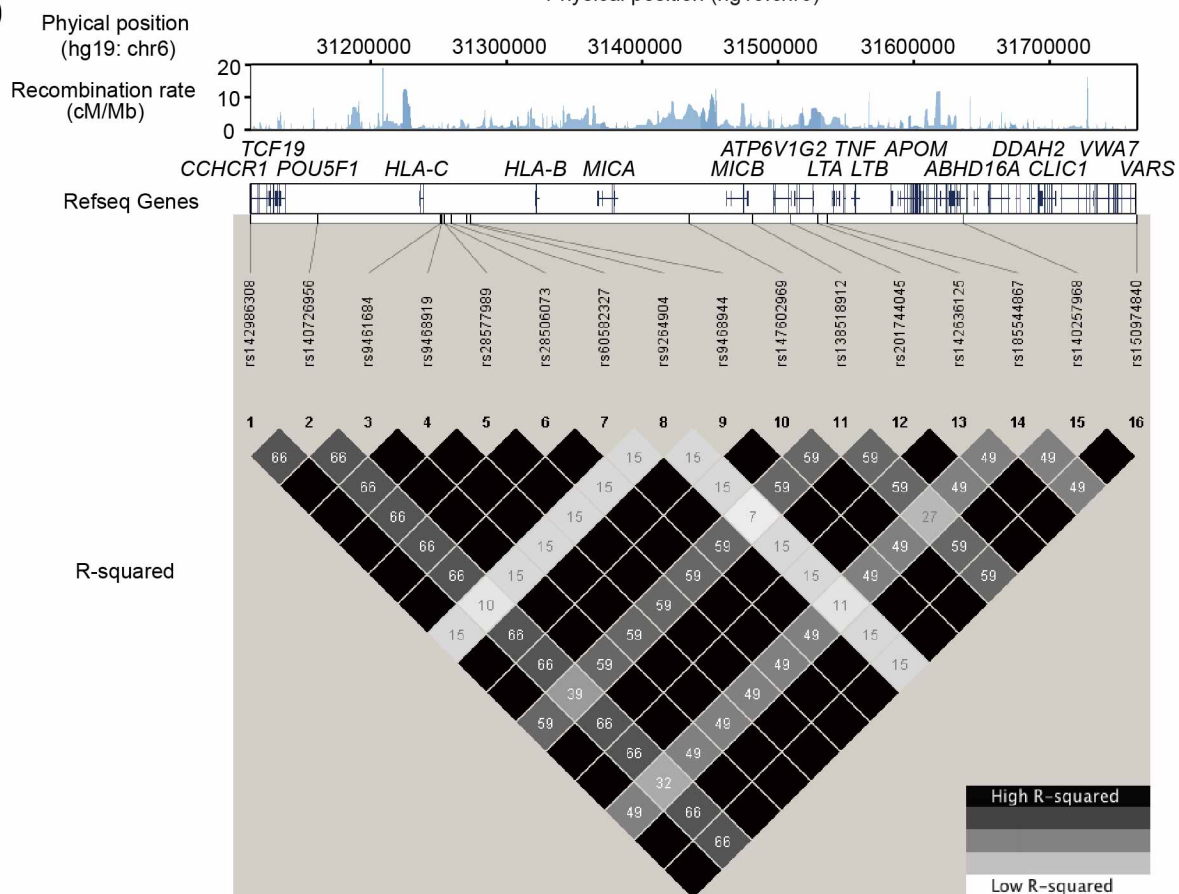 Phyical position
(hg19: chr6)
31200000 31300000 31400000 31500000 31600000 31700000
Recombination rate
(cM/Mb)
20
10
0
TCF19 ATP6V1G2 TNF APOM DDAH2 VWA7
CCHCR1 POU5F1 HLA-C HLA-B MICA MICB LTA LTB ABHD16A CLIC1 VARS
Refseq Genes
rs142986308
rs140726956
rs9461684
rs9468919
rs28577989
rs28506073
rs60582327
rs9264904
rs9468944
rs147602969
rs138518912
rs201744045
rs142636125
rs185544867
rs140257968
rs150974840
1 2 3 4 5 6 7 8 9 10 11 12 13 14 15 16
66 66 15 15 59 59 49 49
66 15 15 59 59 49 49
66 15 7 27
66 15 59 15 49 59
66 15 59 15 49 59
10 59 11
15 66 59 49 15
66 59 49 15
39 49
59 66 49
66 49
32
49 66
66
R-squared
High R-squared
Low R-squared